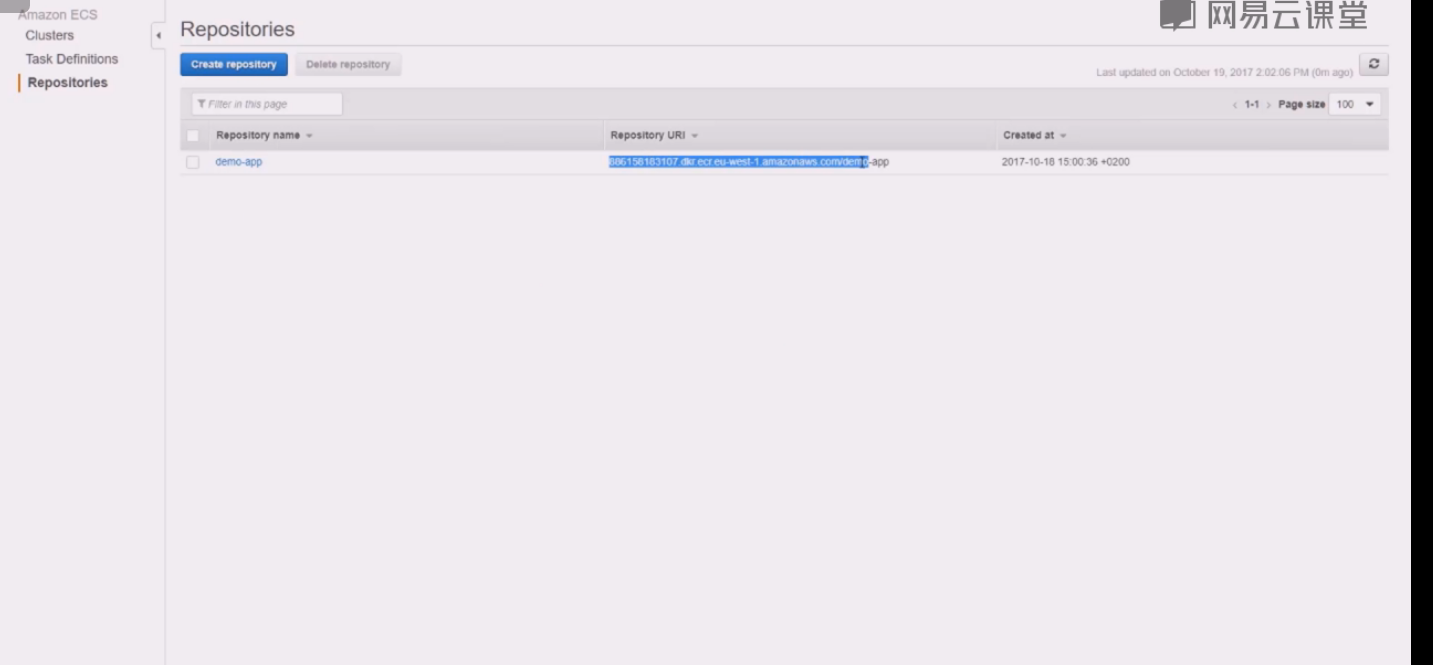 Amazon ECS
Clusters
Task Definitions
Repositories
网易云课堂
Repositories
Create repository
Delete repository
Last updated on October 19, 2017 2:02:06 PM (0m ago)
Filter in this page
‹ 1-1 › Page size 100
Repository name
Repository URI
Created at
demo-app
886158183107.dkr.ecr.eu-west-1.amazonaws.com/demo-app
2017-10-18 15:00:36 +0200